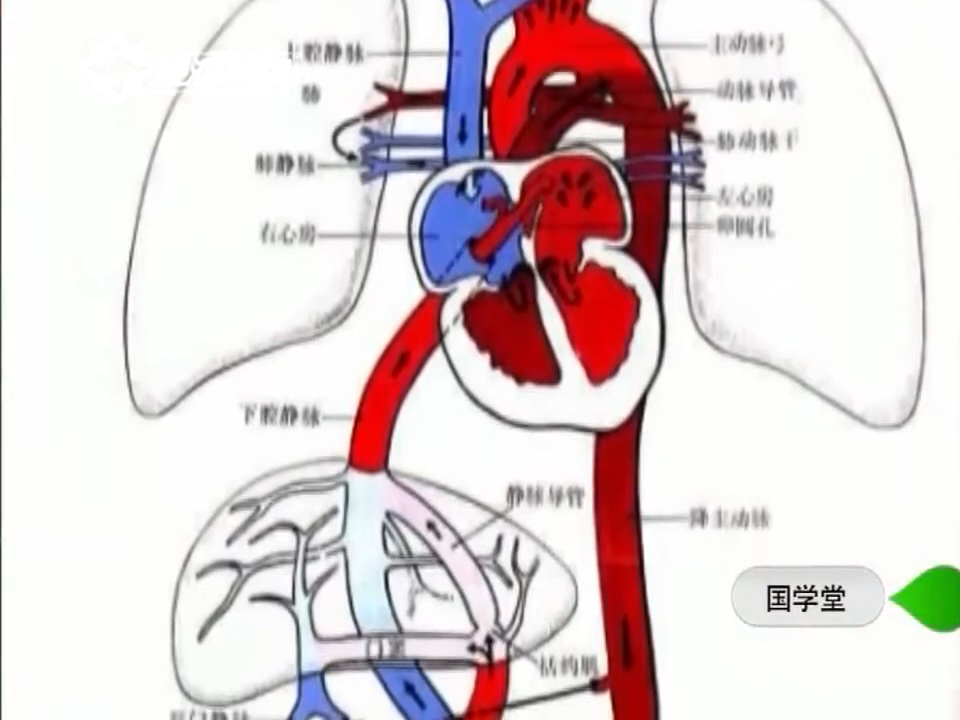 上腔静脉
主动脉弓
肺
动脉导管
肺动脉干
肺静脉
左心房
卵圆孔
右心房
下腔静脉
静脉导管
降主动脉
国学堂
括约肌